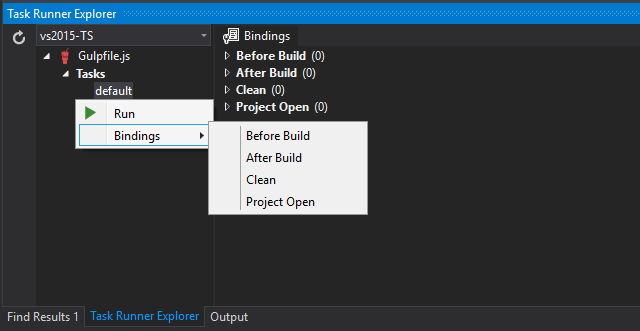 Task Runner Explorer
vs2015-TS
Bindings
Gulpfile.js
Before Build (0)
Tasks
After Build (0)
default
Clean (0)
Project Open (0)
Run
Bindings
Before Build
After Build
Clean
Project Open
Find Results 1
Task Runner Explorer
Output